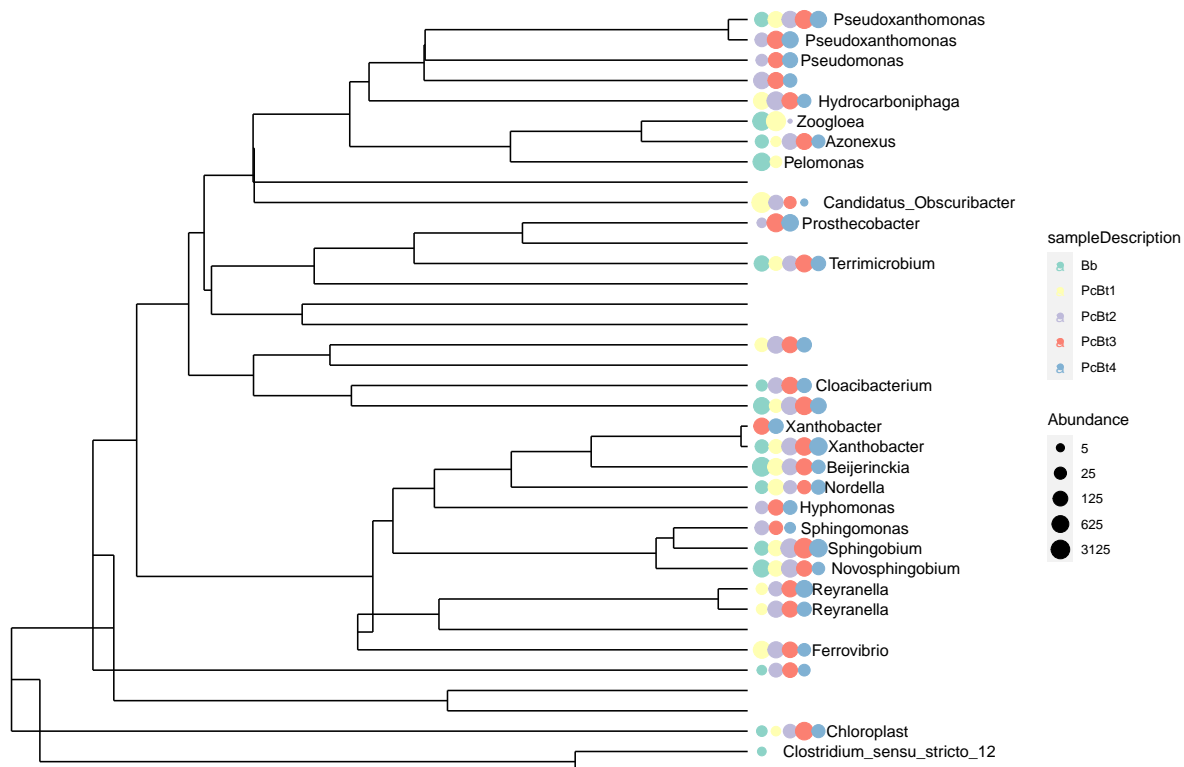 Pseudoxanthomonas
Pseudoxanthomonas
Pseudomonas
Hydrocarboniphaga
Zoogloea
Azonexus
Pelomonas
Candidatus_Obscuribacter
Prosthecobacter
Terrimicrobium
Cloacibacterium
Xanthobacter
Xanthobacter
Beijerinckia
Nordella
Hyphomonas
Sphingomonas
Sphingobium
Novosphingobium
Reyranella
Reyranella
Ferrovibrio
Chloroplast
Clostridium_sensu_stricto_12
sampleDescription
a Bb
a PcBt1
a PcBt2
a PcBt3
a PcBt4
Abundance
5
25
125
625
3125